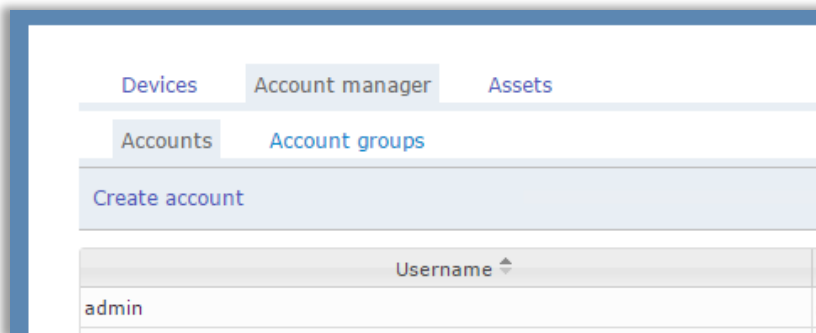 Devices Account manager Assets
Accounts Account groups
Create account
Username
admin